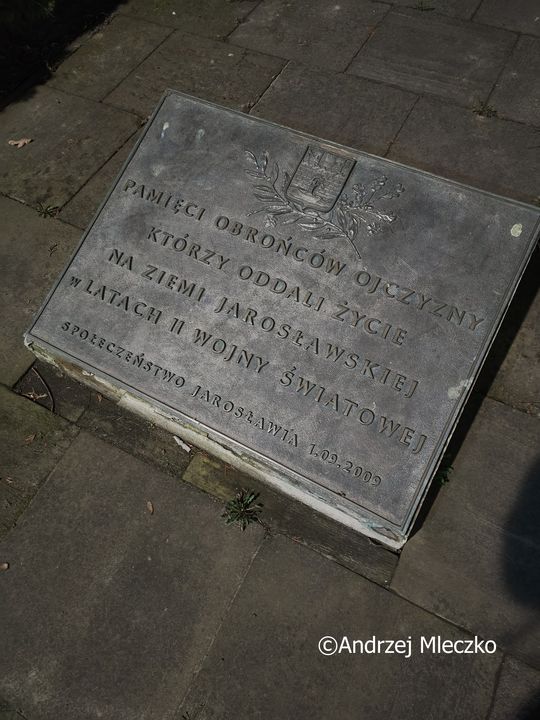 PAMIĘCI OBROŃCÓW OJCZYZNY
KTÓRZY ODDALI ŻYCIE
NA ZIEMI JAROSŁAWSKIEJ
W LATACH II WOJNY ŚWIATOWEJ
SPOŁECZEŃSTWO JAROSŁAWIA 1.09.2009
©Andrzej Mleczko